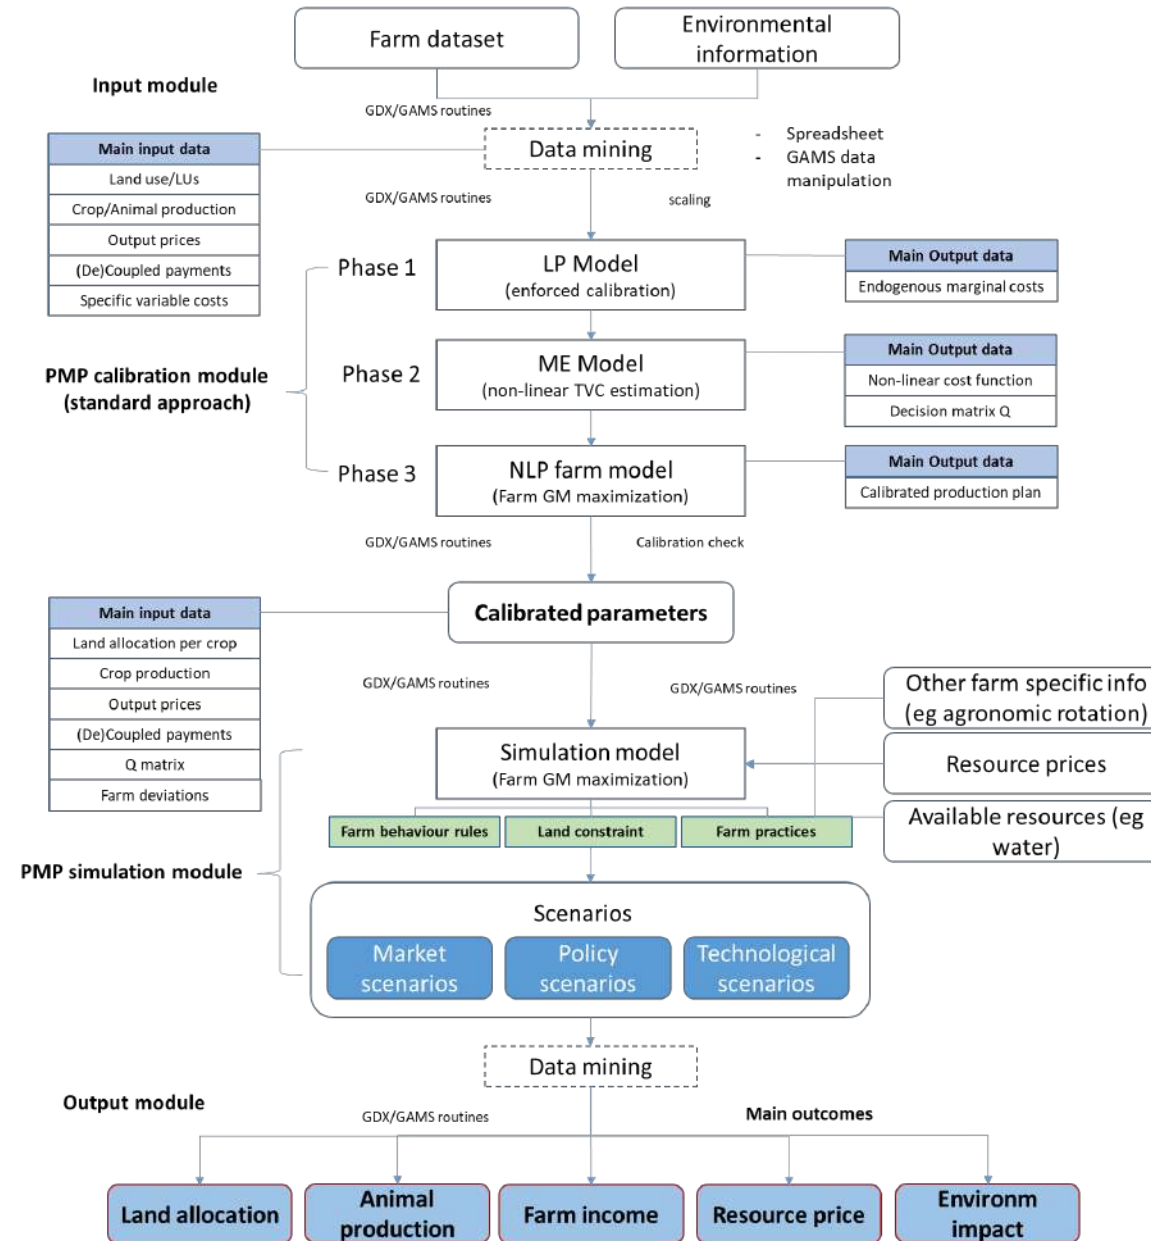 Farm dataset
Environmental
information
Input module
GDX/GAMS routines
Main input data
Land use/LUs
Crop/Animal production
Output prices
(De)Coupled payments
Specific variable costs
Data mining
- Spreadsheet
- GAMS data
manipulation
GDX/GAMS routines
scaling
Phase 1
LP Model
(enforced calibration)
Main Output data
Endogenous marginal costs
PMP calibration module
(standard approach)
Phase 2
ME Model
(non-linear TVC estimation)
Main Output data
Non-linear cost function
Decision matrix Q
Phase 3
NLP farm model
(Farm GM maximization)
Main Output data
Calibrated production plan
GDX/GAMS routines
Calibration check
Calibrated parameters
Main input data
Land allocation per crop
Crop production
Output prices
(De)Coupled payments
Q matrix
Farm deviations
GDX/GAMS routines
GDX/GAMS routines
Other farm specific info
(eg agronomic rotation)
Simulation model
(Farm GM maximization)
Resource prices
Farm behaviour rules
Land constraint
Farm practices
Available resources (eg
water)
PMP simulation module
Scenarios
Market
scenarios
Policy
scenarios
Technological
scenarios
Data mining
Output module
GDX/GAMS routines
Main outcomes
Land allocation
Animal
production
Farm income
Resource price
Environm
impact